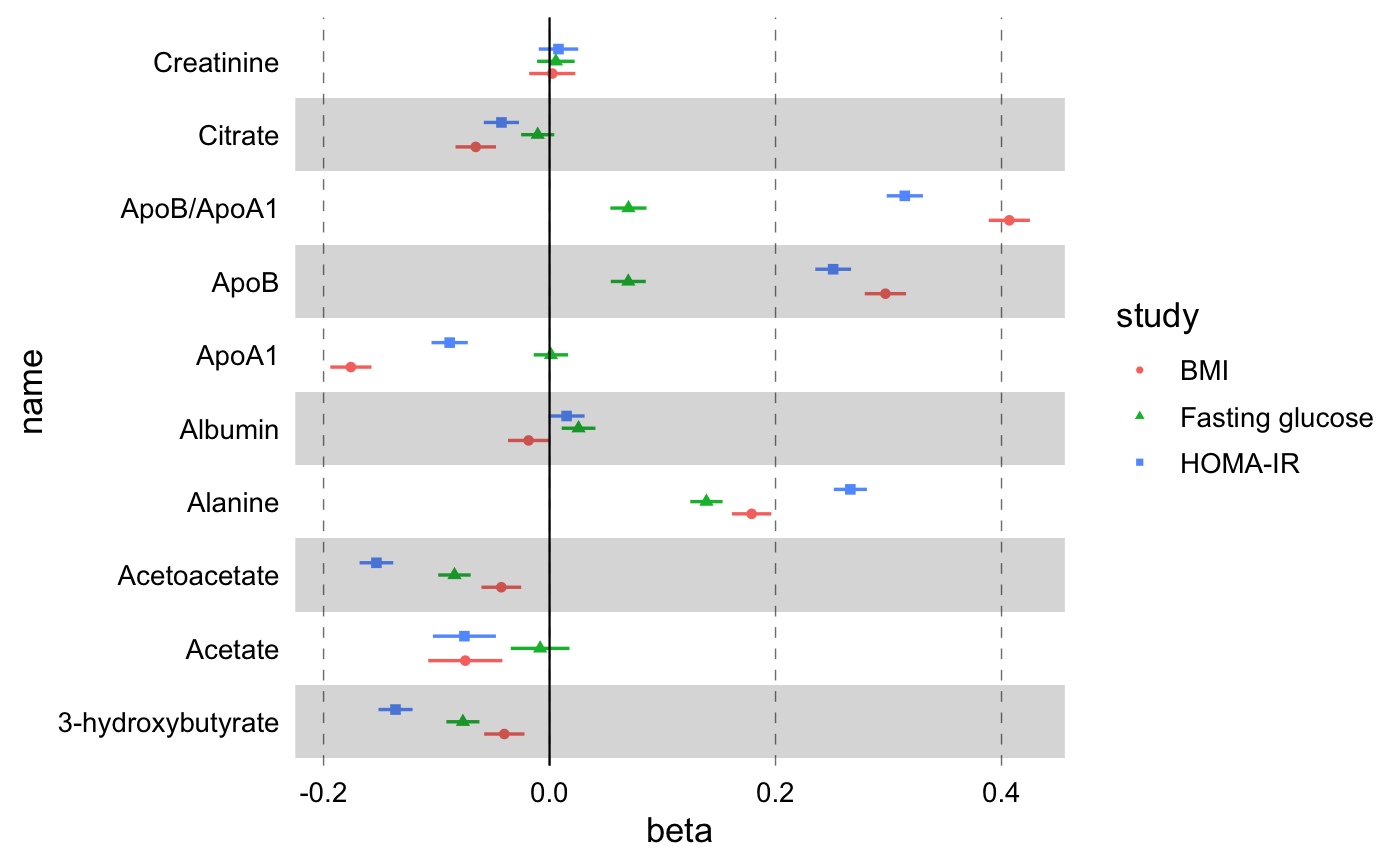 Creatinine
Citrate
ApoB/ApoA1
ApoB
ApoA1
Albumin
Alanine
Acetoacetate
Acetate
3-hydroxybutyrate
name
-0.2 0.0 0.2 0.4
beta
study
BMI
Fasting glucose
HOMA-IR